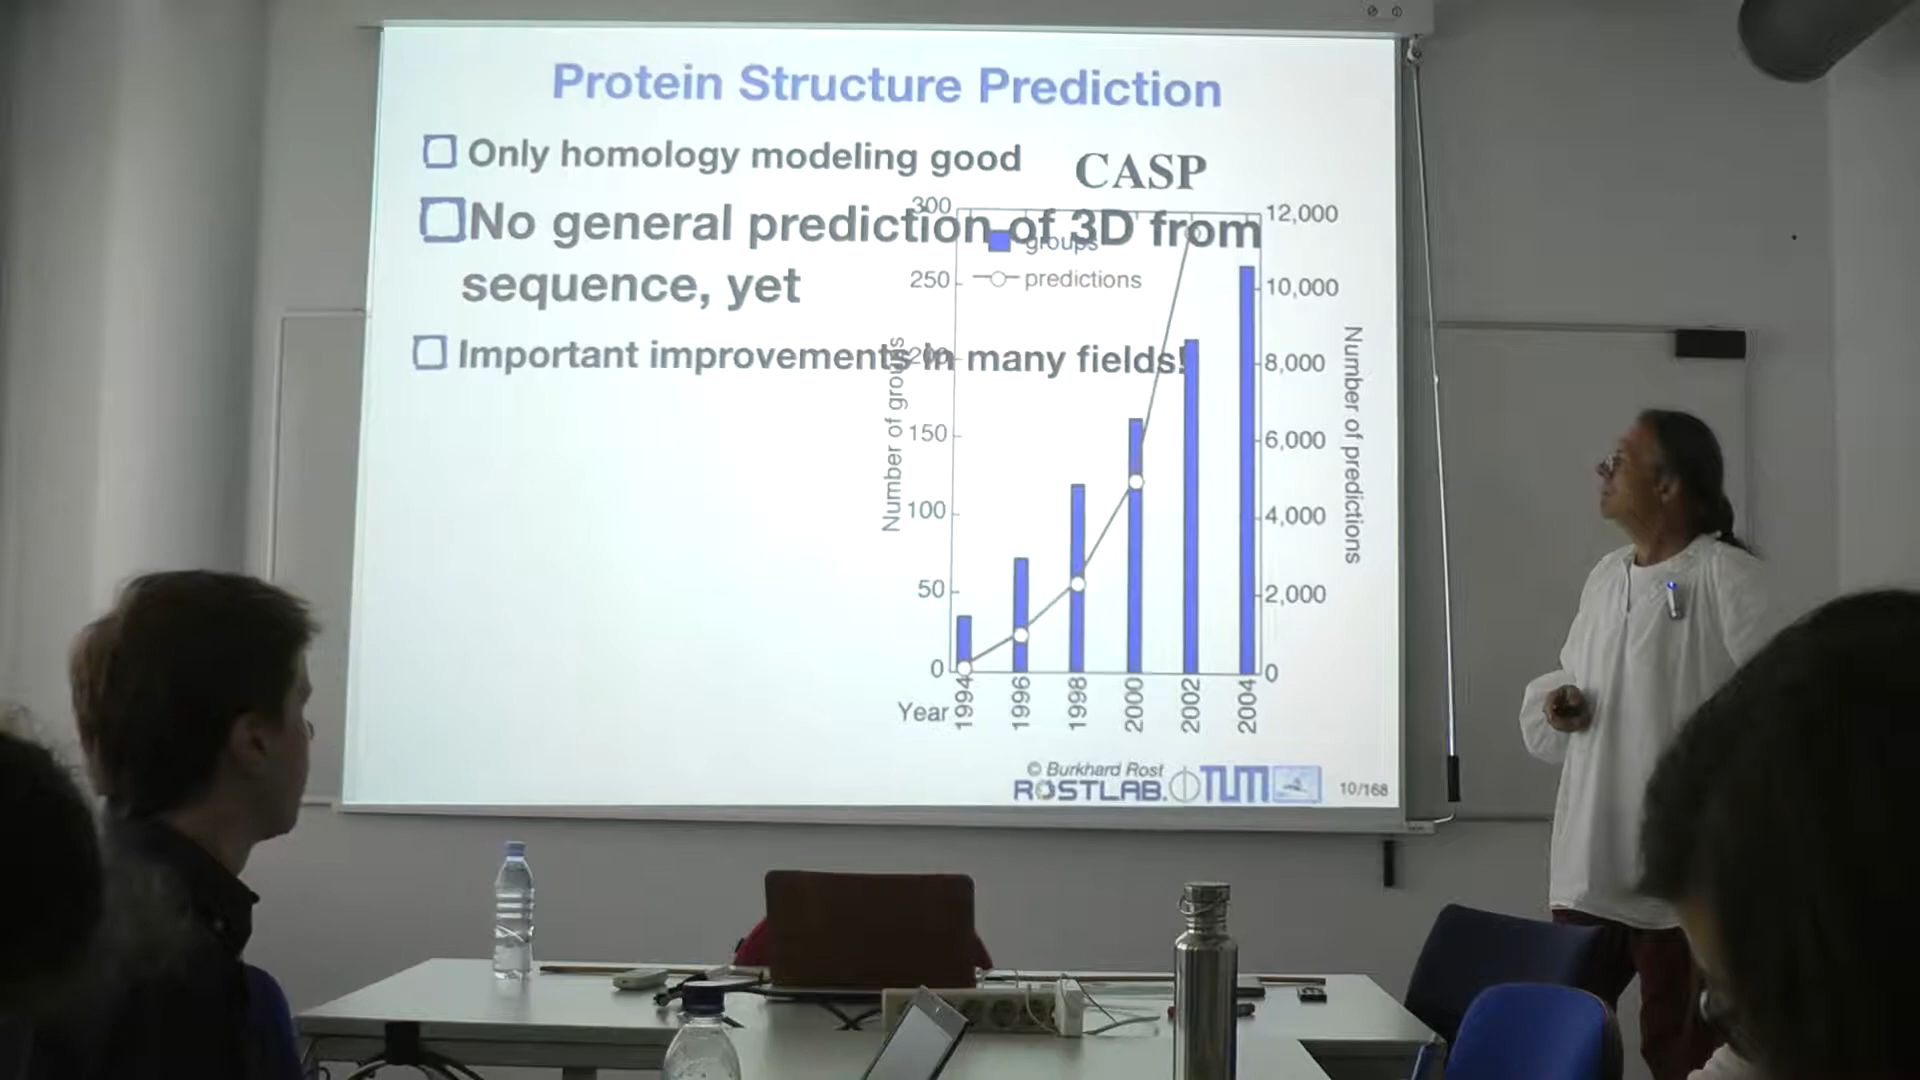 Protein Structure Prediction
Only homology modeling good
CASP
No general prediction of 3D from
sequence, yet
Important improvements in many fields!
groups
predictions
300
250
200
150
100
50
0
Number of groups
12,000
10,000
8,000
6,000
4,000
2,000
0
Number of predictions
Year 1994 1996 1998 2000 2002 2004
© Burkhard Rost
ROSTLAB. TUM
10/168